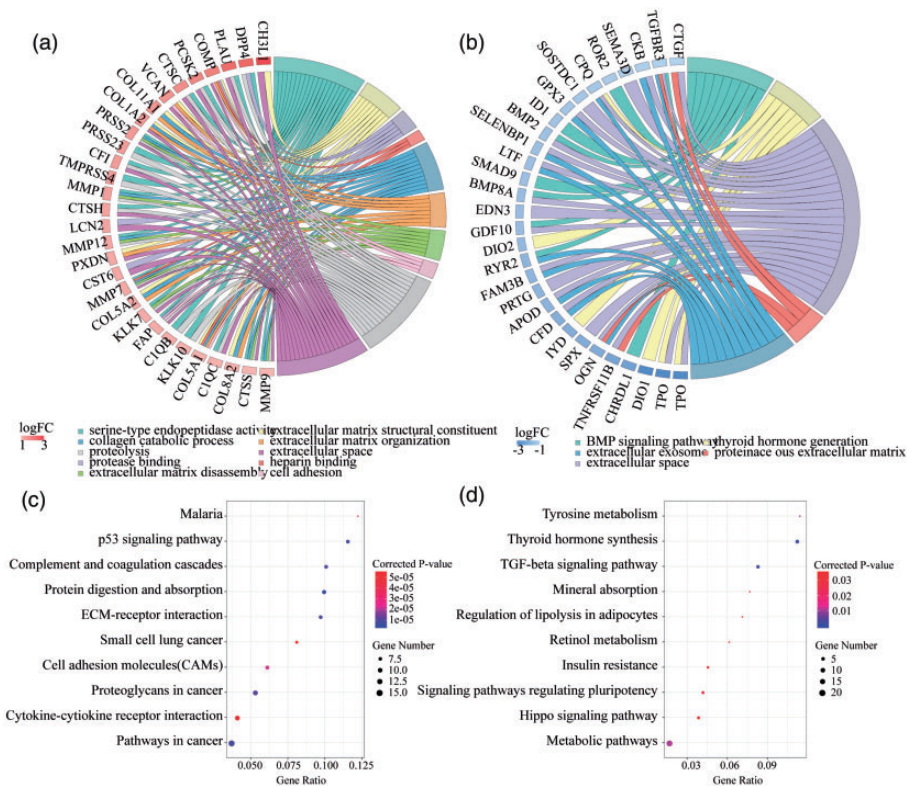 (a)
CH3L1
DPP4
PLAU
COMP
PCSK2
CTSC
VCAN
COL11A1
COL1A2
PRSS2
PRSS23
CFI
TMPRSS4
MMP1
CTSH
LCN2
MMP12
PXDN
CST6
MMP7
COL5A2
KLK7
FAP
C1QB
KLK10
COL5A1
C1QC
COL8A2
CTSS
MMP9
logFC
1 3
serine-type endopeptidase activity
collagen catabolic process
proteolysis
protease binding
extracellular matrix disassembly
extracellular matrix structural constituent
extracellular matrix organization
extracellular space
heparin binding
cell adhesion
(b)
CTGF
TGFBR3
CKB
SEMA3D
ROR2
CPQ
SOSTDC1
GPX3
ID1
BMP2
SELENBP1
LTF
SMAD9
BMP8A
EDN3
GDF10
DIO2
RYR2
FAM3B
PRTG
APOD
CFD
IYD
SPX
OGN
TNFRSF11B
CHRDL1
DIO1
TPO
TPO
logFC
-3 -1
BMP signaling pathway
extracellular exosome
extracellular space
thyroid hormone generation
proteinace ous extracellular matrix
(c)
Malaria
p53 signaling pathway
Complement and coagulation cascades
Protein digestion and absorption
ECM-receptor interaction
Small cell lung cancer
Cell adhesion molecules(CAMs)
Proteoglycans in cancer
Cytokine-cytiokine receptor interaction
Pathways in cancer
0.050 0.075 0.100 0.125
Gene Ratio
Corrected P-value
5e-05
4e-05
3e-05
2e-05
1e-05
Gene Number
7.5
10.0
12.5
15.0
(d)
Tyrosine metabolism
Thyroid hormone synthesis
TGF-beta signaling pathway
Mineral absorption
Regulation of lipolysis in adipocytes
Retinol metabolism
Insulin resistance
Signaling pathways regulating pluripotency
Hippo signaling pathway
Metabolic pathways
0.03 0.06 0.09
Gene Ratio
Corrected P-value
0.03
0.02
0.01
Gene Number
5
10
15
20